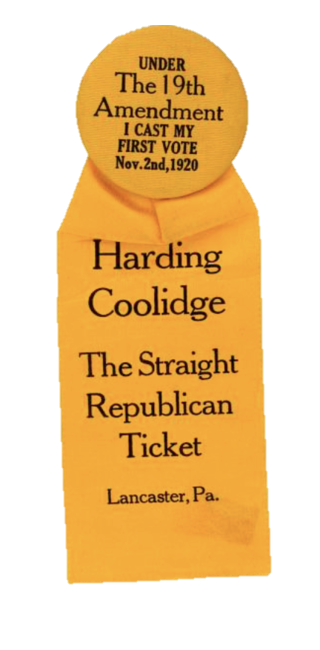 UNDER
The 19th
Amendment
I CAST MY
FIRST VOTE
Nov.2nd,1920
Harding
Coolidge
The Straight
Republican
Ticket
Lancaster, Pa.